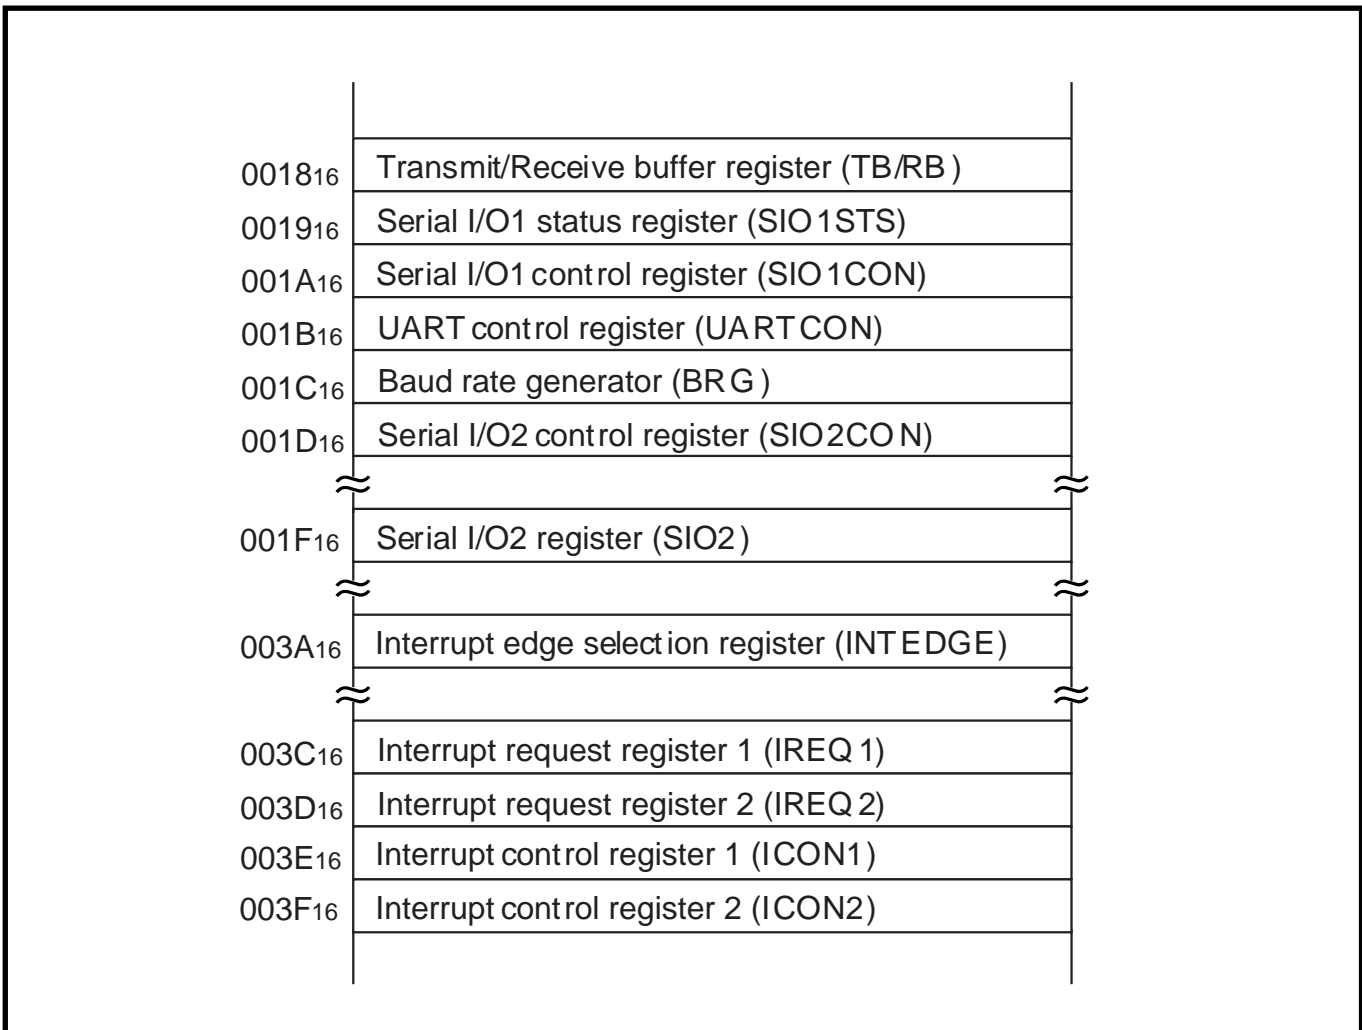 0018₁₆ Transmit/Receive buffer register (TB/RB)
0019₁₆ Serial I/O1 status register (SIO1STS)
001A₁₆ Serial I/O1 control register (SIO1CON)
001B₁₆ UART control register (UARTCON)
001C₁₆ Baud rate generator (BRG)
001D₁₆ Serial I/O2 control register (SIO2CON)
001F₁₆ Serial I/O2 register (SIO2)
003A₁₆ Interrupt edge selection register (INTEDGE)
003C₁₆ Interrupt request register 1 (IREQ1)
003D₁₆ Interrupt request register 2 (IREQ2)
003E₁₆ Interrupt control register 1 (ICON1)
003F₁₆ Interrupt control register 2 (ICON2)